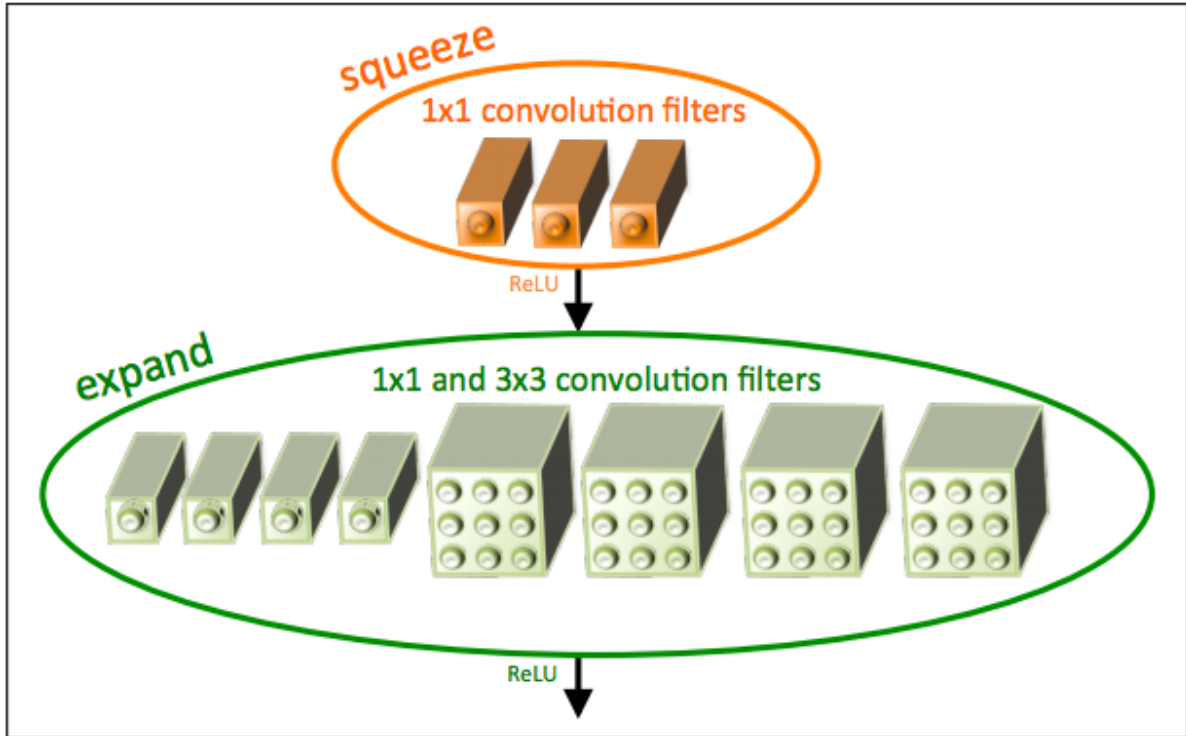 squeeze
1x1 convolution filters
ReLU
expand
1x1 and 3x3 convolution filters
ReLU